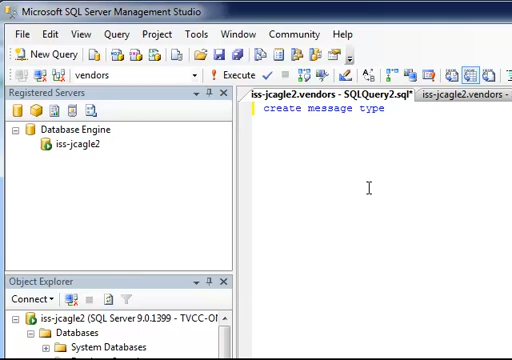 Microsoft SQL Server Management Studio
File Edit View Query Project Tools Window Community Help
New Query
vendors Execute
Registered Servers
iss-jcagle2.vendors - SQLQuery2.sql* iss-jcagle2.vendors -
create message type
Database Engine
iss-jcagle2
Object Explorer
Connect
iss-jcagle2 (SQL Server 9.0.1399 - TVCC-ON
Databases
System Databases